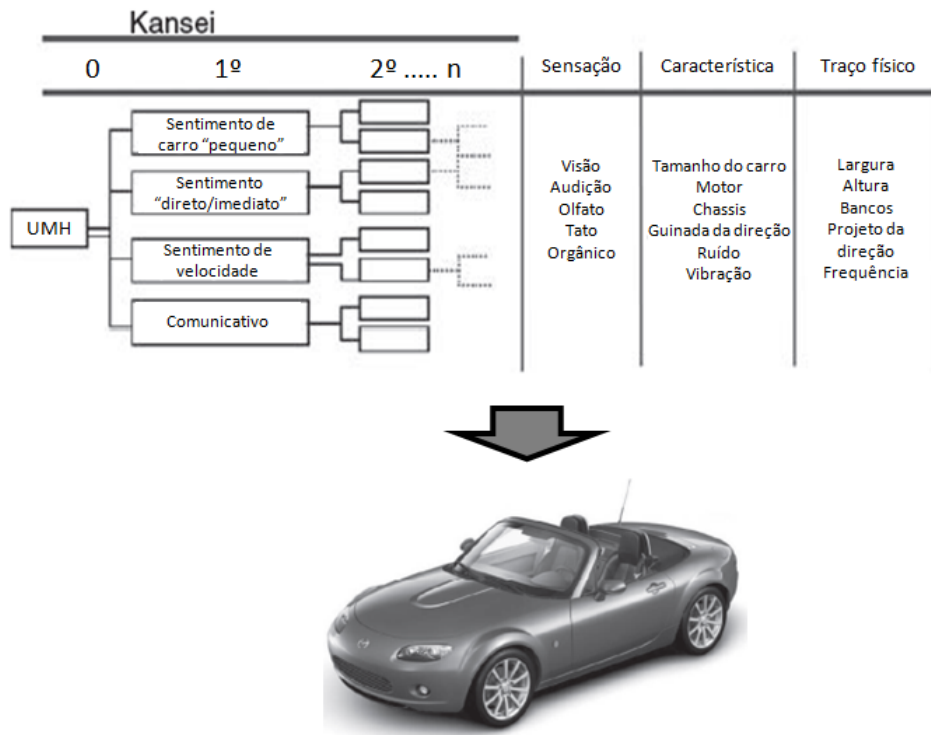 Kansei
0 1º 2º ..... n
Sensação
Característica
Traço físico
UMH
Sentimento de
carro “pequeno”
Sentimento
“direto/imediato”
Sentimento de
velocidade
Comunicativo
Visão
Audição
Olfato
Tato
Orgânico
Tamanho do carro
Motor
Chassis
Guinada da direção
Ruído
Vibração
Largura
Altura
Bancos
Projeto da
direção
Frequência